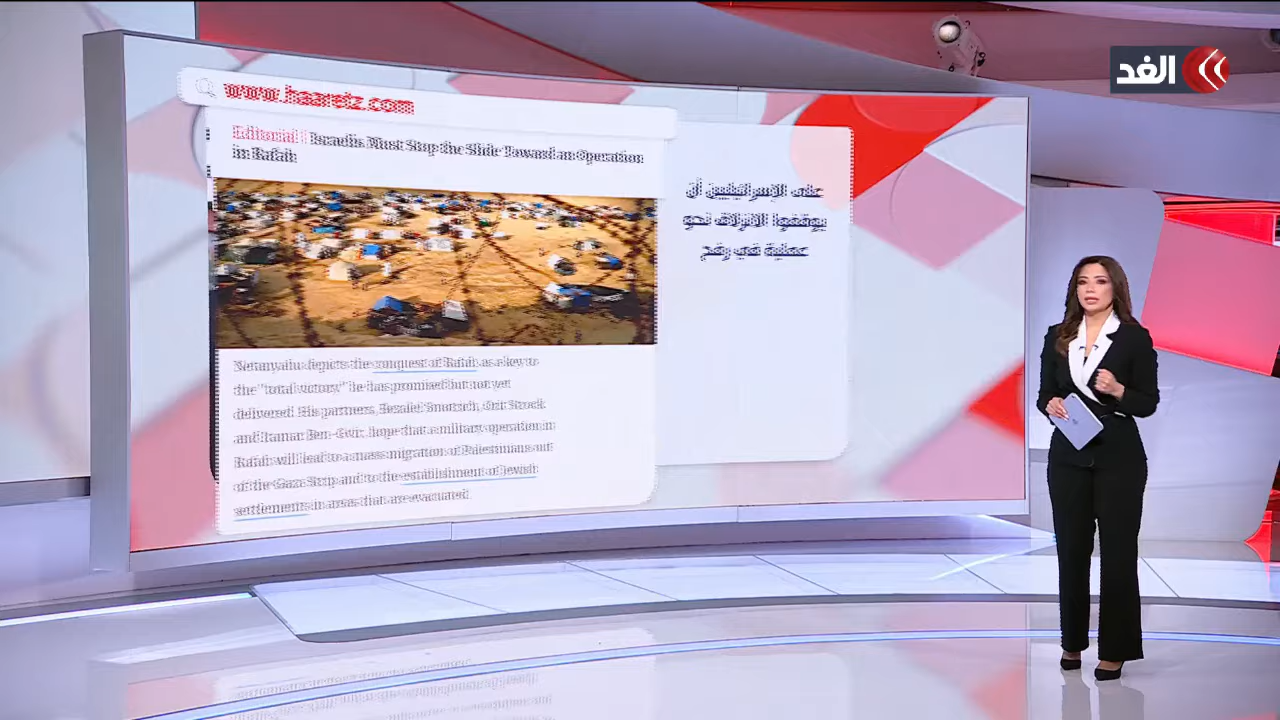 الغد
www.haaretz.com
Editorial | Israelis Must Stop the Slide Toward an Operation
in Rafah
على الإسرائيليين أن
يوقفوا الانزلاق نحو
عملية في رفح
Netanyahu depicts the conquest of Rafah as a key to
the "total victory" he has promised but not yet
delivered. His partners, Bezalel Smotrich, Orit Strock
and Itamar Ben-Gvir, hope that a military operation in
Rafah will lead to a mass migration of Palestinians out
of the Gaza Strip and to the establishment of Jewish
settlements in areas that are evacuated.